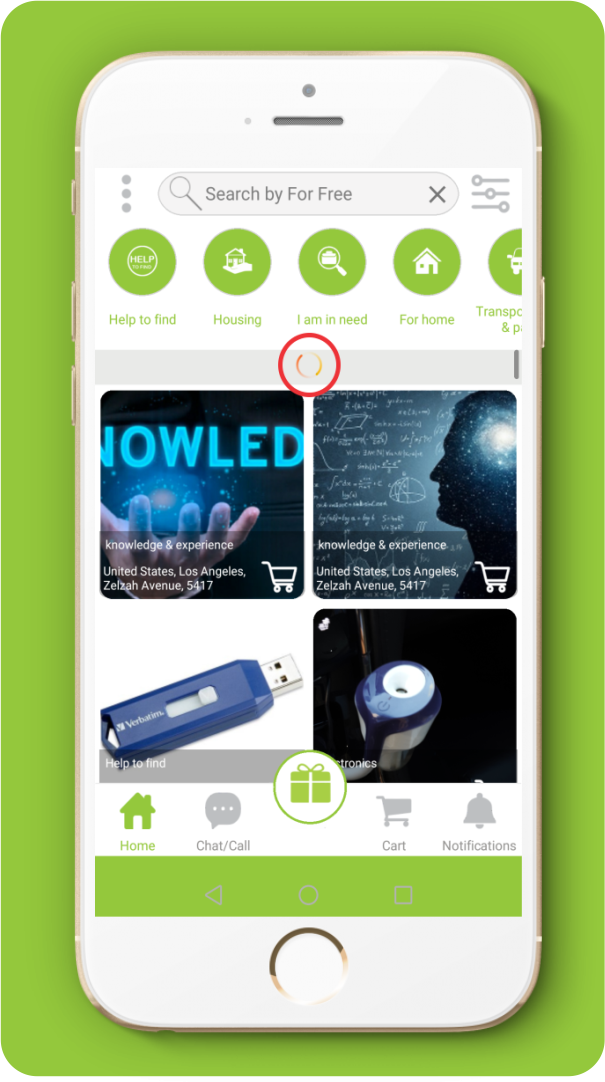 Search by For Free
HELP
TO FIND
Help to find
Housing
I am in need
For home
Transpo
& pa
NOWLED
knowledge & experience
United States, Los Angeles,
Zelzah Avenue, 5417
knowledge & experience
United States, Los Angeles,
Zelzah Avenue, 5417
Verbatim.
Help to find
ctronics
Home
Chat/Call
Cart
Notifications